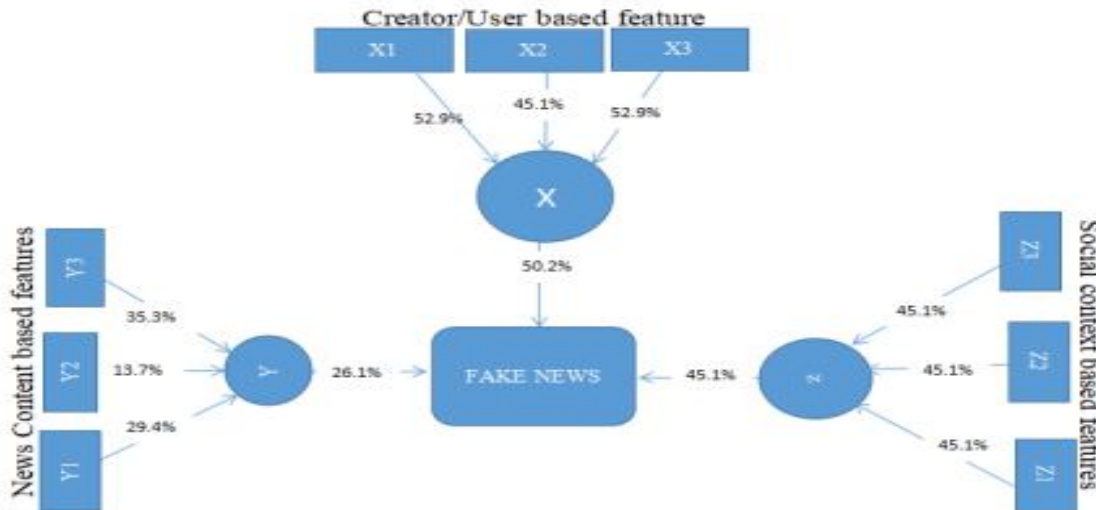 Creator/User based feature
X1
X2
X3
52.9%
45.1%
52.9%
X
50.2%
News Content based features
Y3
35.3%
Y2
13.7%
Y1
29.4%
Y
26.1%
FAKE NEWS
45.1%
Z
Z3
45.1%
Z2
45.1%
Z1
45.1%
Social context based features